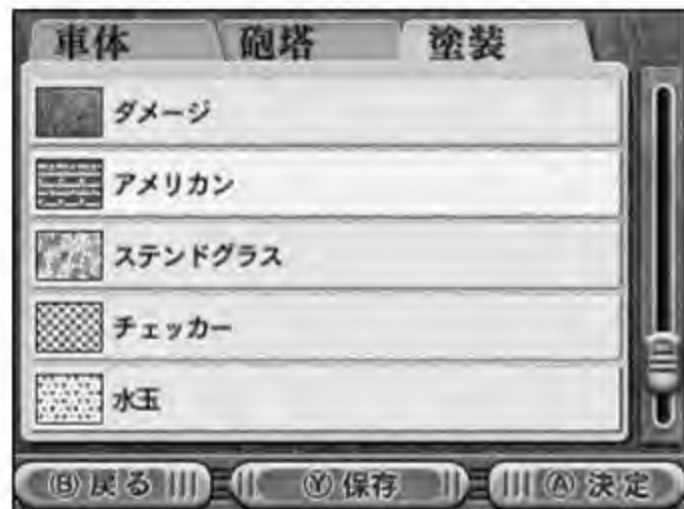 車体 砲塔 塗装
ダメージ
アメリカン
ステンドグラス
チェッカー
水玉
Ⓑ戻る Ⓨ保存 Ⓐ決定